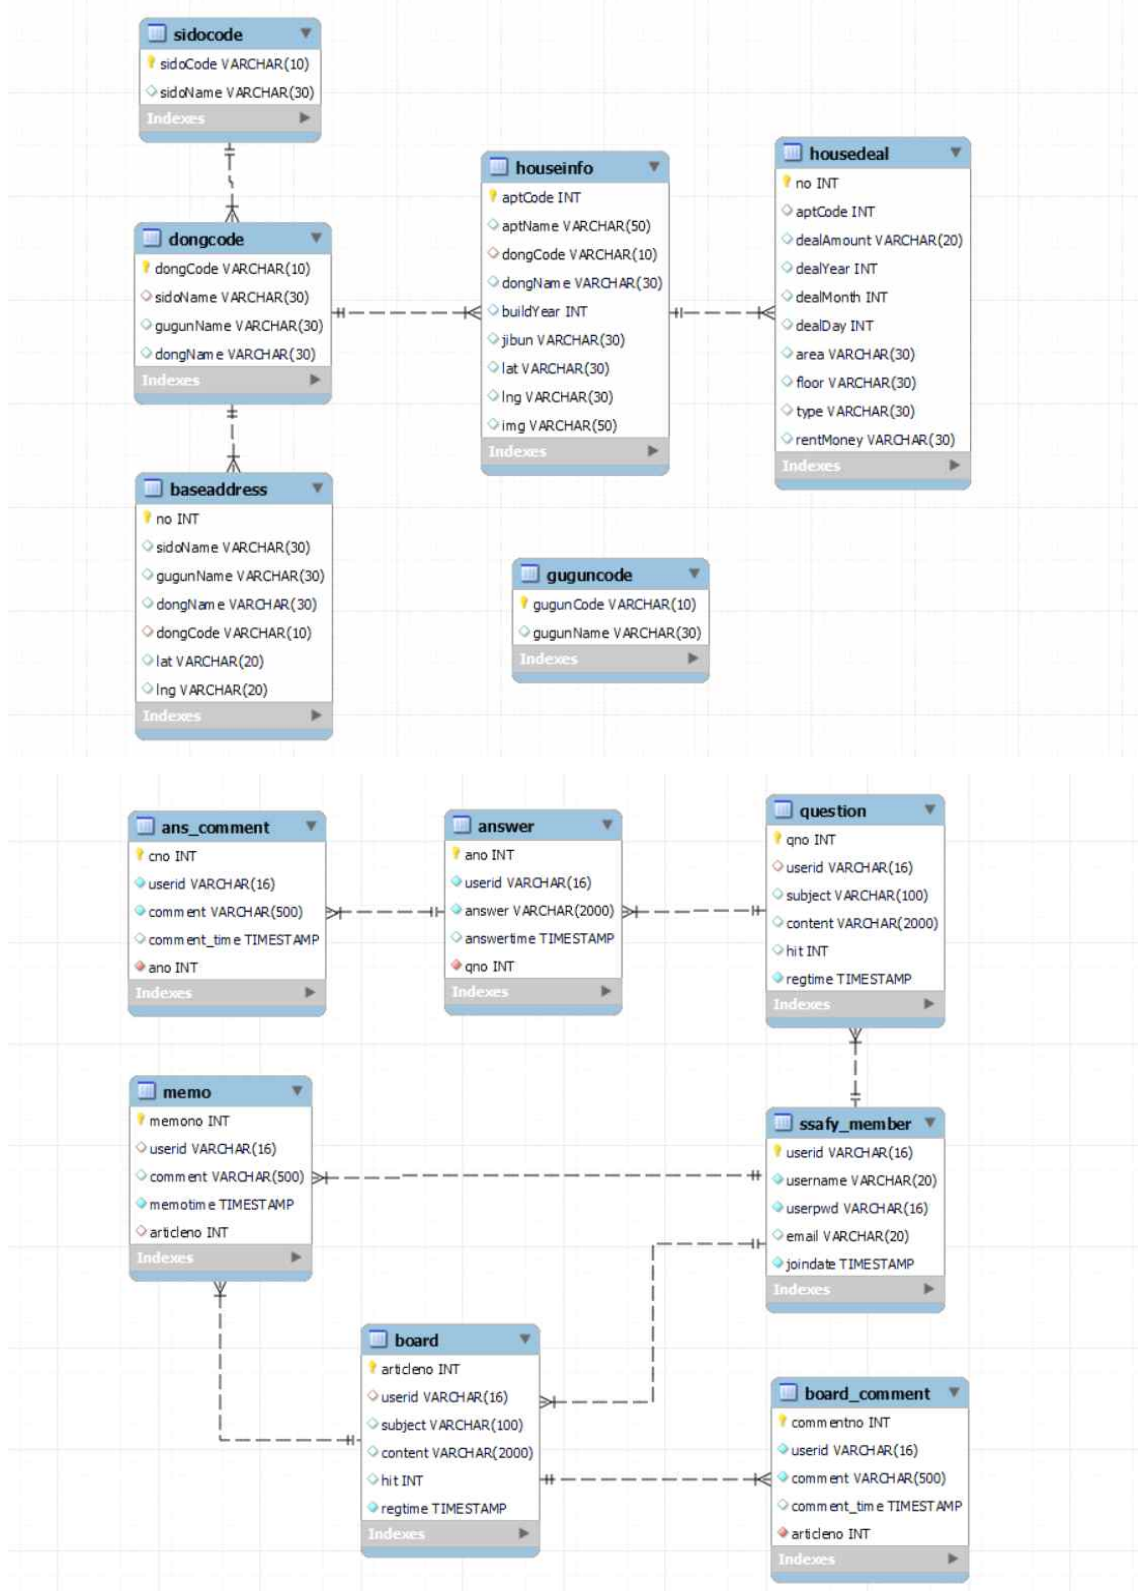 sidocode
sidoCode VARCHAR(10)
sidoName VARCHAR(30)
Indexes
dongcode
dongCode VARCHAR(10)
sidoName VARCHAR(30)
gugunName VARCHAR(30)
dongName VARCHAR(30)
Indexes
baseaddress
no INT
sidoName VARCHAR(30)
gugunName VARCHAR(30)
dongName VARCHAR(30)
dongCode VARCHAR(10)
lat VARCHAR(20)
lng VARCHAR(20)
Indexes
houseinfo
aptCode INT
aptName VARCHAR(50)
dongCode VARCHAR(10)
dongName VARCHAR(30)
buildYear INT
jibun VARCHAR(30)
lat VARCHAR(30)
lng VARCHAR(30)
img VARCHAR(50)
Indexes
housedeal
no INT
aptCode INT
dealAmount VARCHAR(20)
dealYear INT
dealMonth INT
dealDay INT
area VARCHAR(30)
floor VARCHAR(30)
type VARCHAR(30)
rentMoney VARCHAR(30)
Indexes
guguncode
gugunCode VARCHAR(10)
gugunName VARCHAR(30)
Indexes
ans_comment
cno INT
userid VARCHAR(16)
comment VARCHAR(500)
comment_time TIMESTAMP
ano INT
Indexes
answer
ano INT
userid VARCHAR(16)
answer VARCHAR(2000)
answertime TIMESTAMP
qno INT
Indexes
question
qno INT
userid VARCHAR(16)
subject VARCHAR(100)
content VARCHAR(2000)
hit INT
regtime TIMESTAMP
Indexes
memo
memono INT
userid VARCHAR(16)
comment VARCHAR(500)
memotime TIMESTAMP
articleno INT
Indexes
ssafy_member
userid VARCHAR(16)
username VARCHAR(20)
userpwd VARCHAR(16)
email VARCHAR(20)
joindate TIMESTAMP
Indexes
board
articleno INT
userid VARCHAR(16)
subject VARCHAR(100)
content VARCHAR(2000)
hit INT
regtime TIMESTAMP
Indexes
board_comment
commentno INT
userid VARCHAR(16)
comment VARCHAR(500)
comment_time TIMESTAMP
articleno INT
Indexes